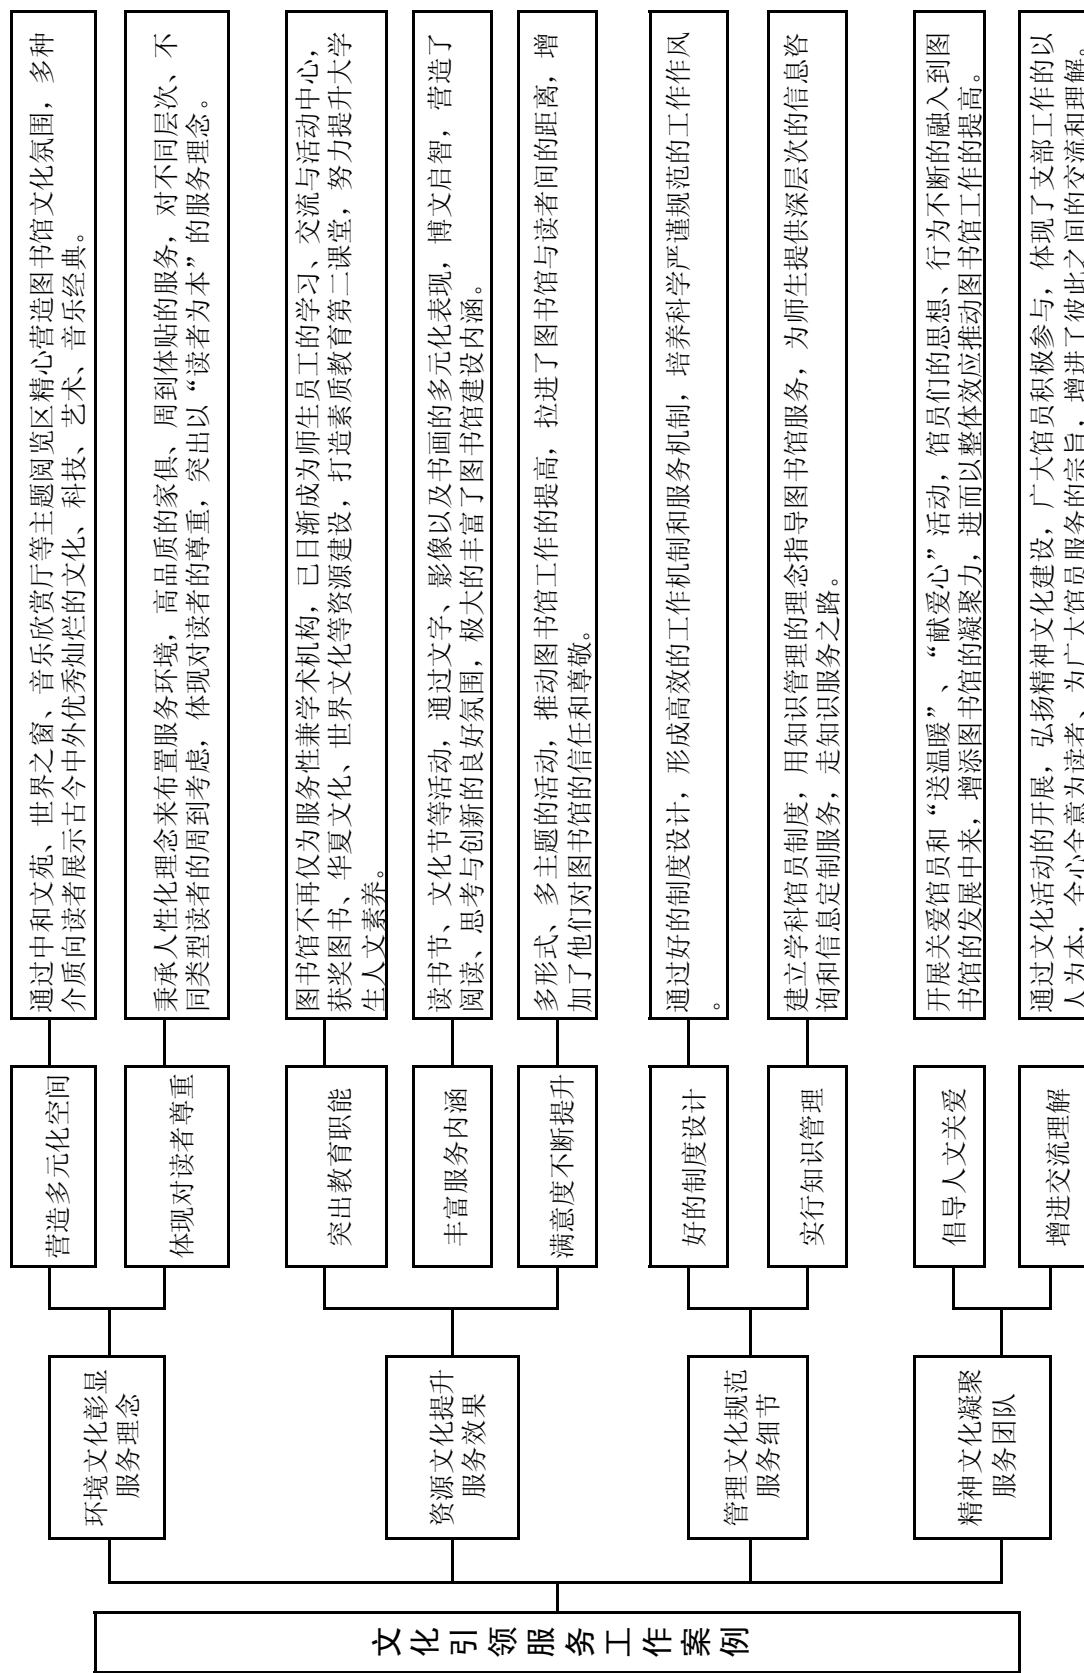 文化引领服务工作案例
环境文化彰显
服务理念
营造多元化空间
通过中和文苑、世界之窗、音乐欣赏厅等主题阅览区精心营造图书馆文化氛围，多种
介质向读者展示古今中外优秀灿烂的文化、科技、艺术、音乐经典。
体现对读者尊重
秉承人性化理念来布置服务环境，高品质的家俱、周到体贴的服务，对不同层次、不
同类型读者的周到考虑，体现对读者的尊重，突出以“读者为本”的服务理念。
资源文化提升
服务效果
突出教育职能
图书馆不再仅为服务性兼学术机构，已日渐成为师生员工的学习、交流与活动中心，
获奖图书、华夏文化、世界文化等资源建设，打造素质教育第二课堂，努力提升大学
生人文素养。
丰富服务内涵
读书节、文化节等活动，通过文字、影像以及书画的多元化表现，博文启智，营造了
阅读、思考与创新的良好氛围，极大的丰富了图书馆建设内涵。
满意度不断提升
多形式、多主题的活动，推动图书馆工作的提高，拉进了图书馆与读者间的距离，增
加了他们对图书馆的信任和尊敬。
管理文化规范
服务细节
好的制度设计
通过好的制度设计，形成高效的工作机制和服务机制，培养科学严谨规范的工作作风
。
实行知识管理
建立学科馆员制度，用知识管理的理念指导图书馆服务，为师生提供深层次的信息咨
询和信息定制服务，走知识服务之路。
精神文化凝聚
服务团队
倡导人文关爱
开展关爱馆员和“送温暖”、“献爱心”活动，馆员们的思想、行为不断的融入到图
书馆的发展中来，增添图书馆的凝聚力，进而以整体效应推动图书馆工作的提高。
增进交流理解
通过文化活动的开展，弘扬精神文化建设，广大馆员积极参与，体现了支部工作的以
人为本，全心全意为读者、为广大馆员服务的宗旨，增进了彼此之间的交流和理解。